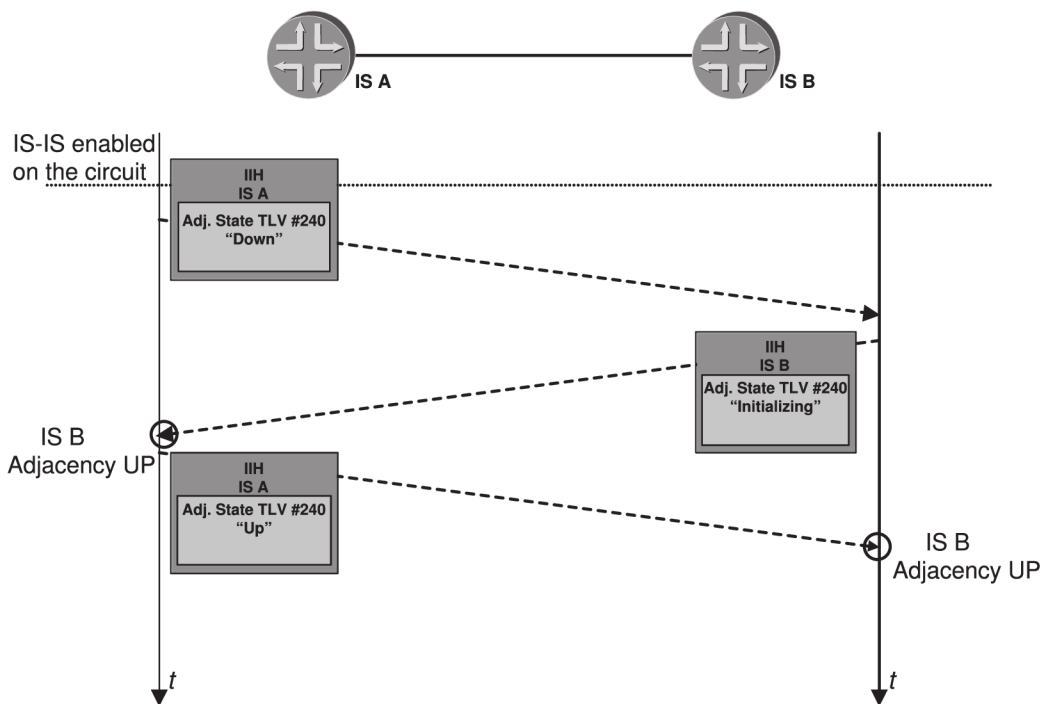 IS A
IS B
IS-IS enabled
on the circuit
IIH
IS A
Adj. State TLV #240
“Down”
IIH
IS B
Adj. State TLV #240
“Initializing”
IS B
Adjacency UP
IIH
IS A
Adj. State TLV #240
“Up”
IS B
Adjacency UP
t
t